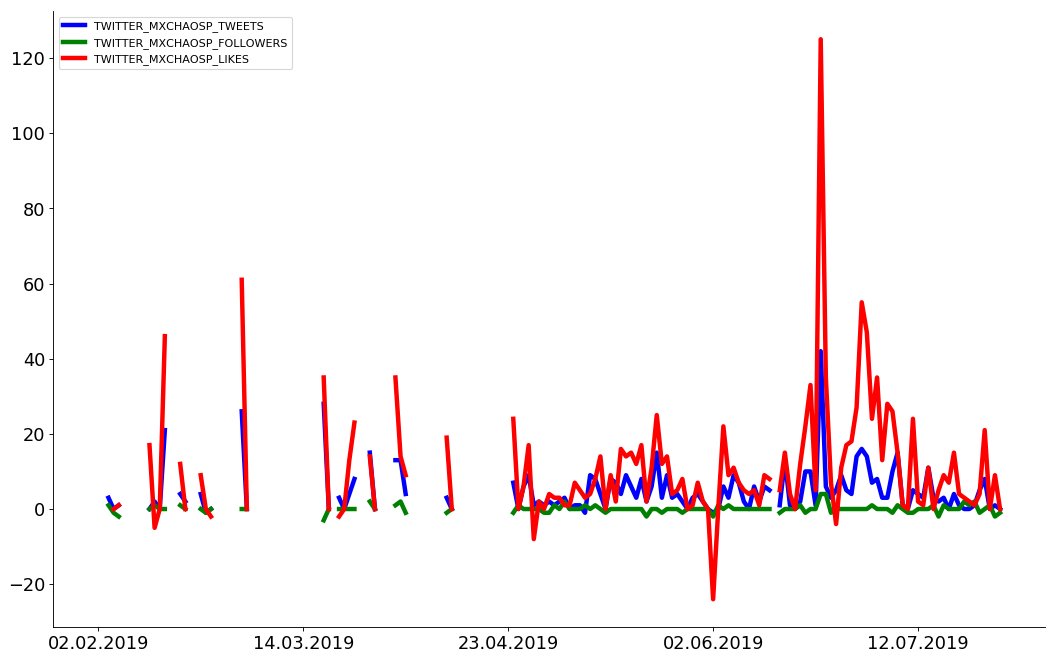 TWITTER_MXCHAOSP_TWEETS
TWITTER_MXCHAOSP_FOLLOWERS
TWITTER_MXCHAOSP_LIKES
120
100
80
60
40
20
0
−20
02.02.2019 14.03.2019 23.04.2019 02.06.2019 12.07.2019